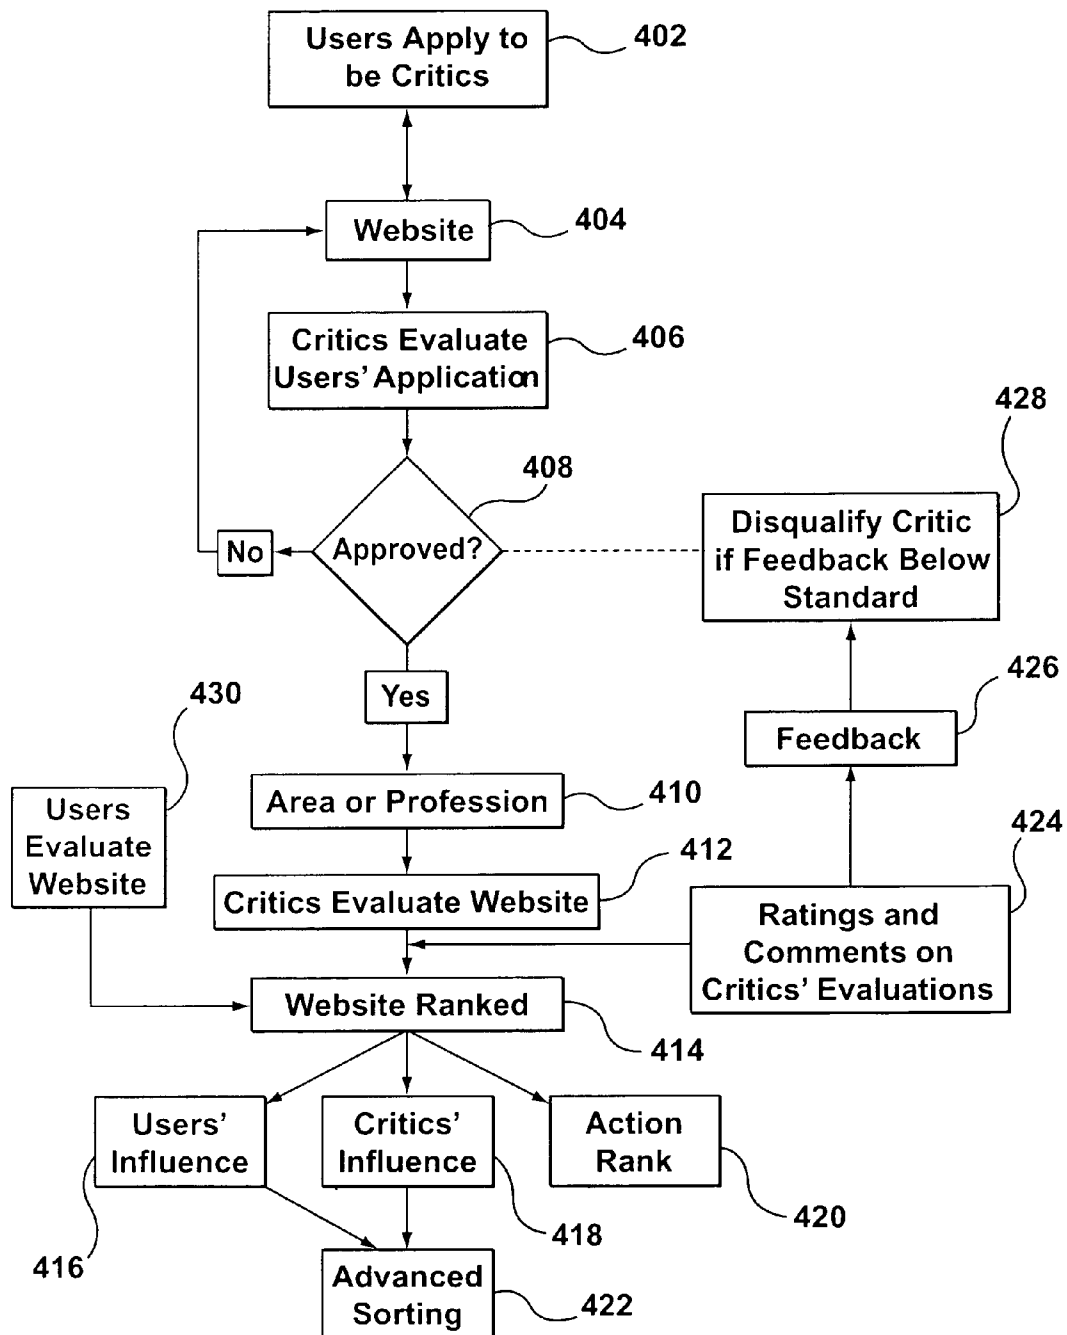 Users Apply to
be Critics
402
Website
404
Critics Evaluate
Users' Application
406
408
Approved?
No
Yes
428
Disqualify Critic
if Feedback Below
Standard
426
Feedback
430
Users
Evaluate
Website
Area or Profession
410
412
Critics Evaluate Website
424
Ratings and
Comments on
Critics' Evaluations
Website Ranked
414
Users'
Influence
416
Critics'
Influence
418
Action
Rank
420
Advanced
Sorting
422